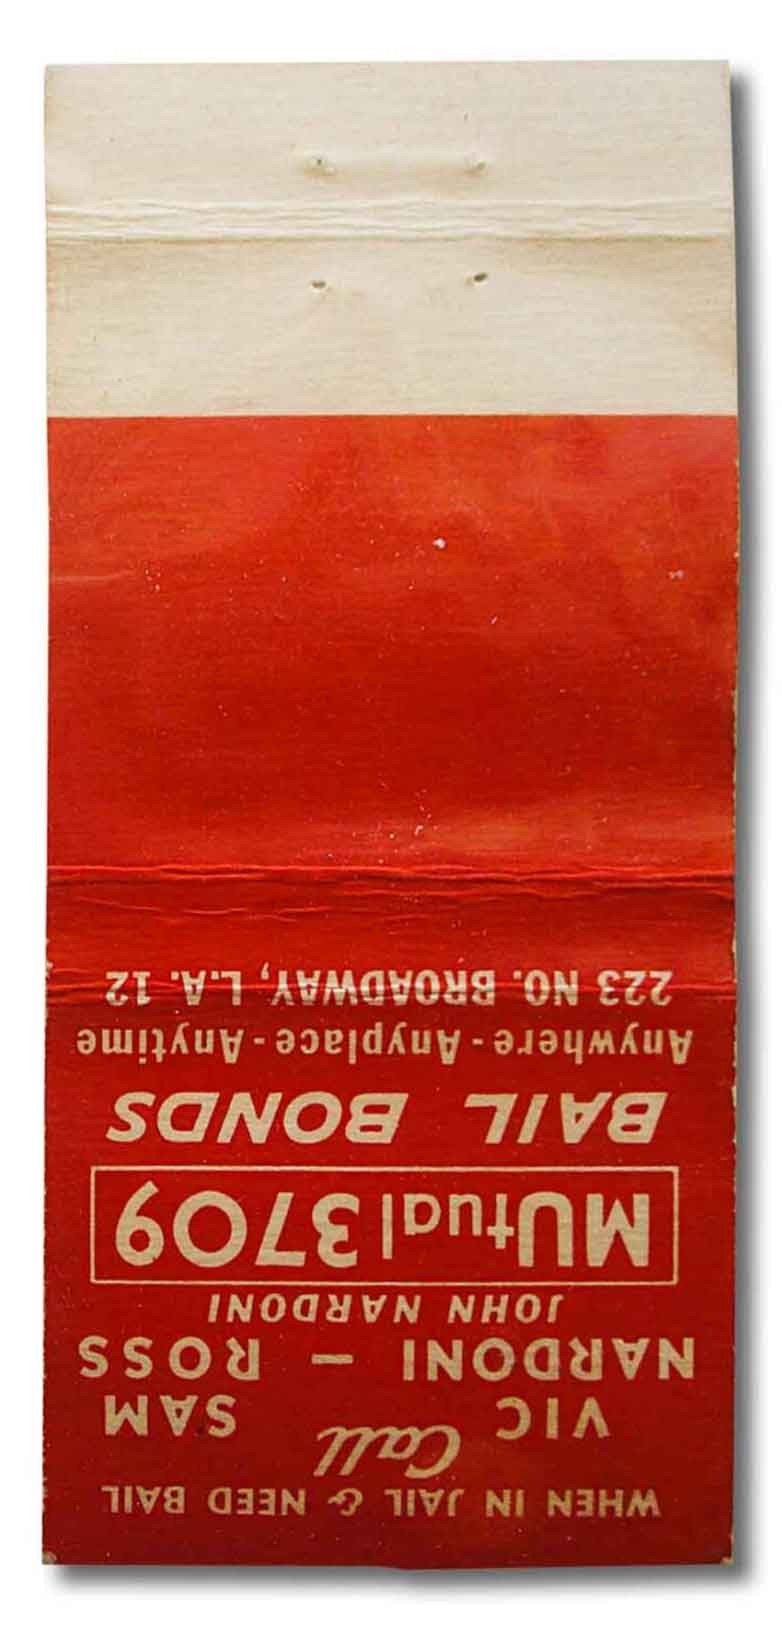 WHEN IN JAIL & NEED BAIL
Call
VIC SAM
NARDONI – ROSS
JOHN NARDONI
MUtual 3709
BAIL BONDS
Anywhere - Anyplace - Anytime
223 NO. BROADWAY, L.A. 12